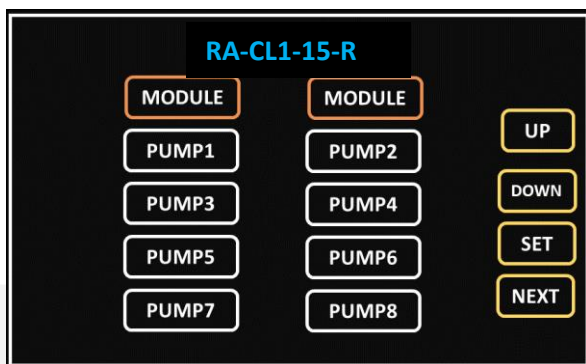 RA-CL1-15-R
MODULE MODULE
PUMP1 PUMP2
PUMP3 PUMP4
PUMP5 PUMP6
PUMP7 PUMP8
UP
DOWN
SET
NEXT